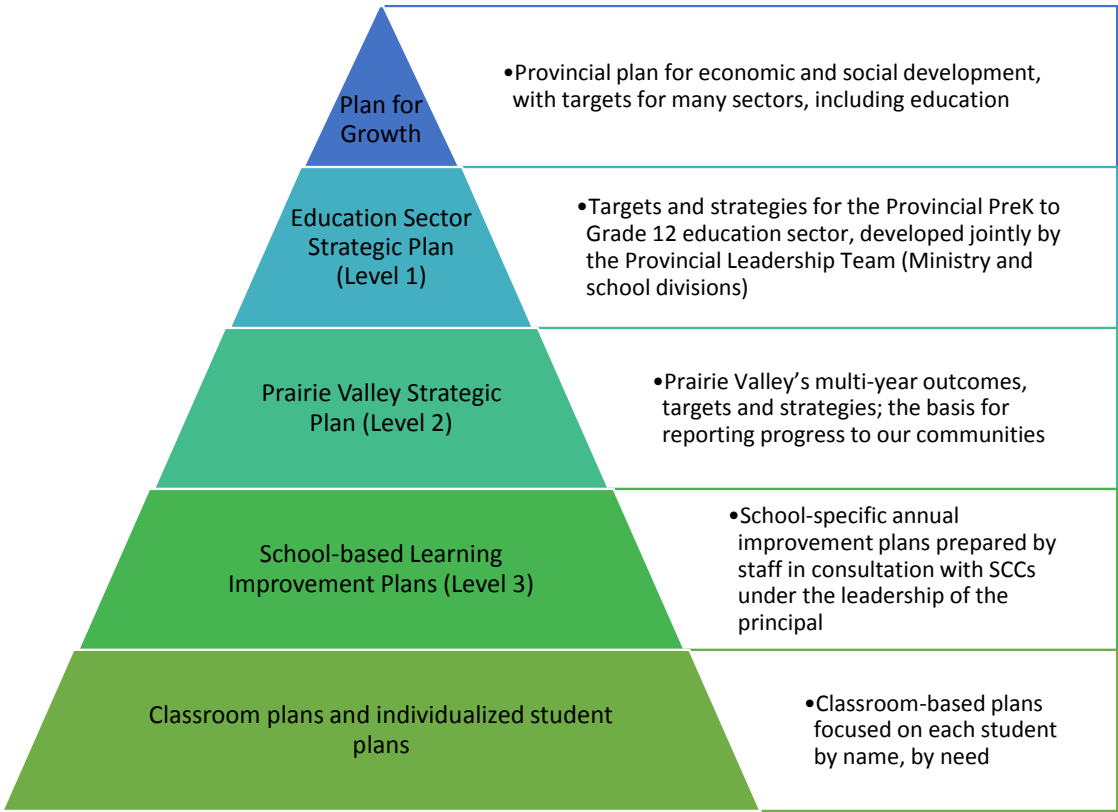 Plan for
Growth
•Provincial plan for economic and social development,
with targets for many sectors, including education
Education Sector
Strategic Plan
(Level 1)
•Targets and strategies for the Provincial PreK to
Grade 12 education sector, developed jointly by
the Provincial Leadership Team (Ministry and
school divisions)
Prairie Valley Strategic
Plan (Level 2)
•Prairie Valley’s multi-year outcomes,
targets and strategies; the basis for
reporting progress to our communities
School-based Learning
Improvement Plans (Level 3)
•School-specific annual
improvement plans prepared by
staff in consultation with SCCs
under the leadership of the
principal
Classroom plans and individualized student
plans
•Classroom-based plans
focused on each student
by name, by need